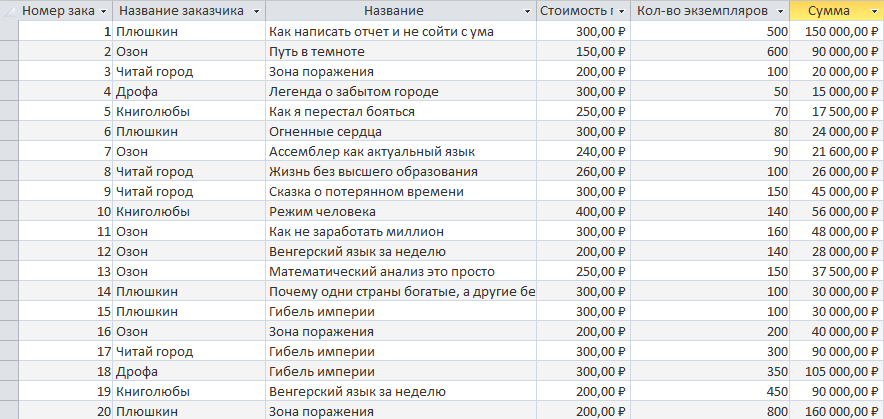 Номер зака Название заказчика Название Стоимость г Кол-во экземпляров Сумма
1 Плюшкин Как написать отчет и не сойти с ума 300,00 ₽ 500 150 000,00 ₽
2 Озон Путь в темноте 150,00 ₽ 600 90 000,00 ₽
3 Читай город Зона поражения 200,00 ₽ 100 20 000,00 ₽
4 Дрофа Легенда о забытом городе 300,00 ₽ 50 15 000,00 ₽
5 Книголюбы Как я перестал бояться 250,00 ₽ 70 17 500,00 ₽
6 Плюшкин Огненные сердца 300,00 ₽ 80 24 000,00 ₽
7 Озон Ассемблер как актуальный язык 240,00 ₽ 90 21 600,00 ₽
8 Читай город Жизнь без высшего образования 260,00 ₽ 100 26 000,00 ₽
9 Читай город Сказка о потерянном времени 300,00 ₽ 150 45 000,00 ₽
10 Книголюбы Режим человека 400,00 ₽ 140 56 000,00 ₽
11 Озон Как не заработать миллион 300,00 ₽ 160 48 000,00 ₽
12 Озон Венгерский язык за неделю 200,00 ₽ 140 28 000,00 ₽
13 Озон Математический анализ это просто 250,00 ₽ 150 37 500,00 ₽
14 Плюшкин Почему одни страны богатые, а другие бе 300,00 ₽ 100 30 000,00 ₽
15 Плюшкин Гибель империи 300,00 ₽ 100 30 000,00 ₽
16 Озон Зона поражения 200,00 ₽ 200 40 000,00 ₽
17 Читай город Гибель империи 300,00 ₽ 300 90 000,00 ₽
18 Дрофа Гибель империи 300,00 ₽ 350 105 000,00 ₽
19 Книголюбы Венгерский язык за неделю 200,00 ₽ 450 90 000,00 ₽
20 Плюшкин Зона поражения 200,00 ₽ 800 160 000,00 ₽